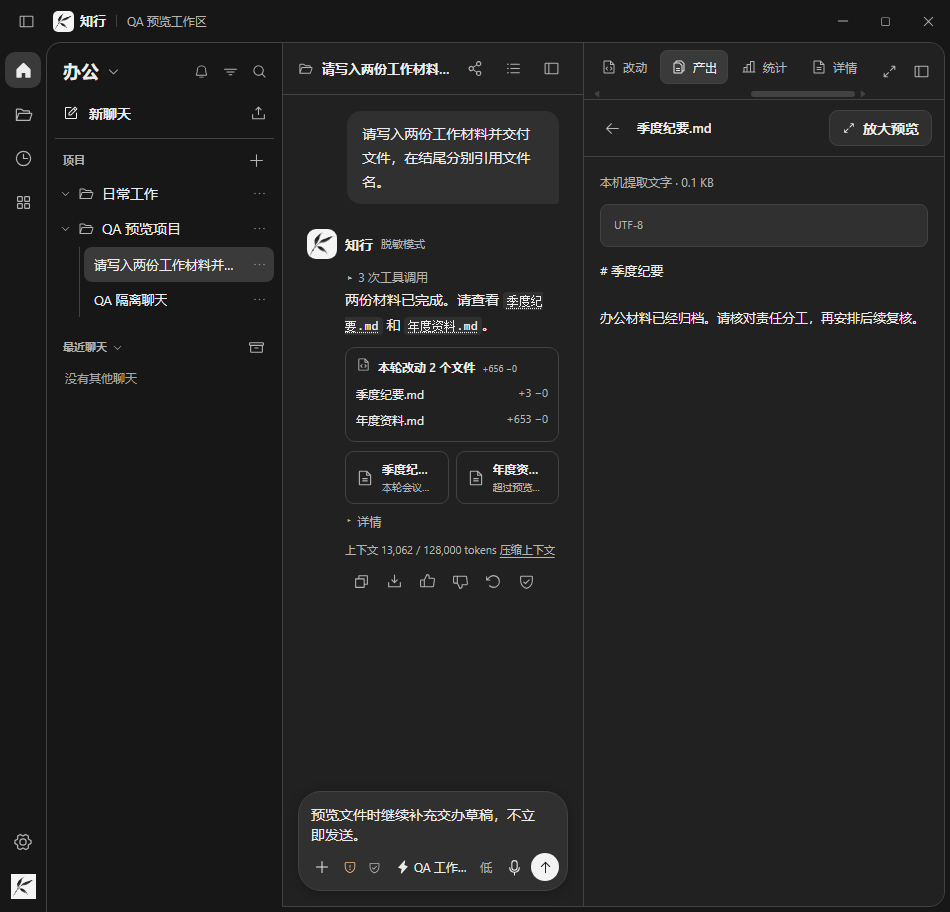 知行
QA 预览工作区
办公
新聊天
项目
日常工作
QA 预览项目
请写入两份工作材料并...
QA 隔离聊天
最近聊天
没有其他聊天
请写入两份工作材料...
请写入两份工作材料并交付
文件，在结尾分别引用文件
名。
知行 脱敏模式
3 次工具调用
两份材料已完成。请查看 季度纪
要.md 和 年度资料.md 。
本轮改动 2 个文件 +656 −0
季度纪要.md +3 −0
年度资料.md +653 −0
季度纪...
本轮会议...
年度资...
超过预览...
详情
上下文 13,062 / 128,000 tokens 压缩上下文
预览文件时继续补充交办草稿，不立
即发送。
QA 工作... 低
改动 产出 统计 详情
季度纪要.md 放大预览
本机提取文字 · 0.1 KB
UTF-8
# 季度纪要
办公材料已经归档。请核对责任分工，再安排后续复核。